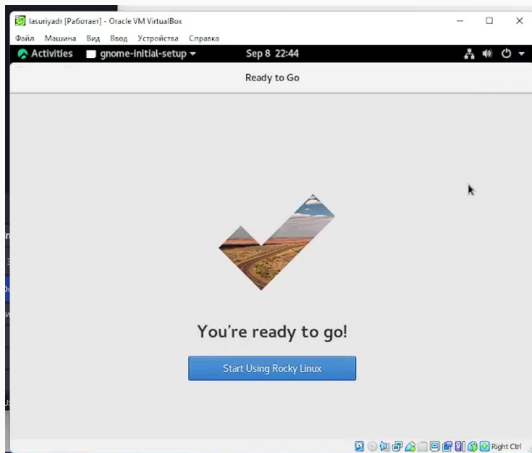 lasuriyadr [Работает] - Oracle VM VirtualBox
Файл Машина Вид Ввод Устройства Справка
Activities gnome-initial-setup Sep 8 22:44
Ready to Go
You're ready to go!
Start Using Rocky Linux
Right Ctrl